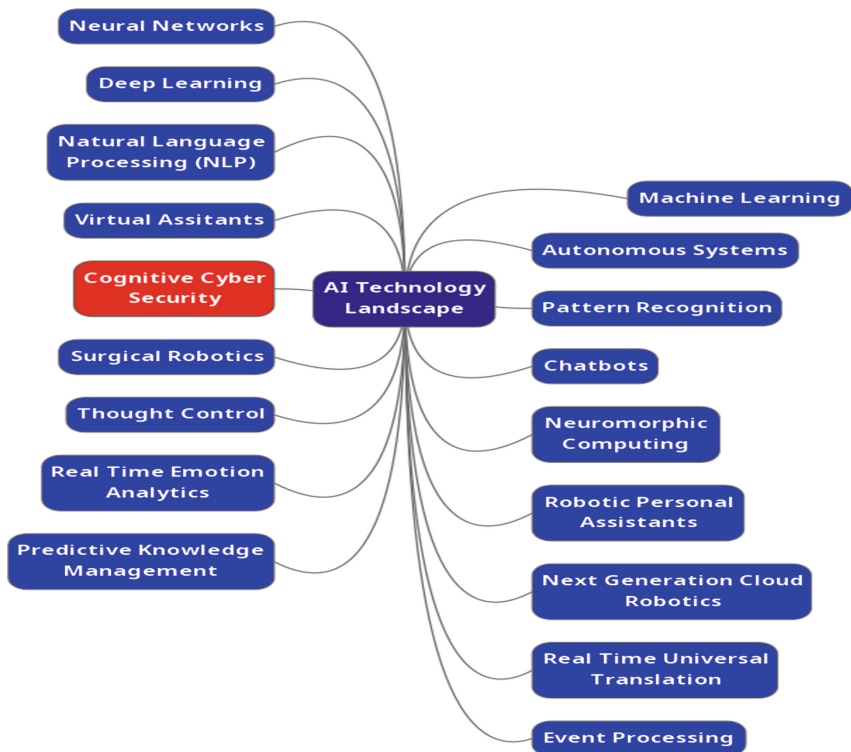 Neural Networks
Deep Learning
Natural Language
Processing (NLP)
Virtual Assitants
Cognitive Cyber
Security
Surgical Robotics
Thought Control
Real Time Emotion
Analytics
Predictive Knowledge
Management
AI Technology
Landscape
Machine Learning
Autonomous Systems
Pattern Recognition
Chatbots
Neuromorphic
Computing
Robotic Personal
Assistants
Next Generation Cloud
Robotics
Real Time Universal
Translation
Event Processing